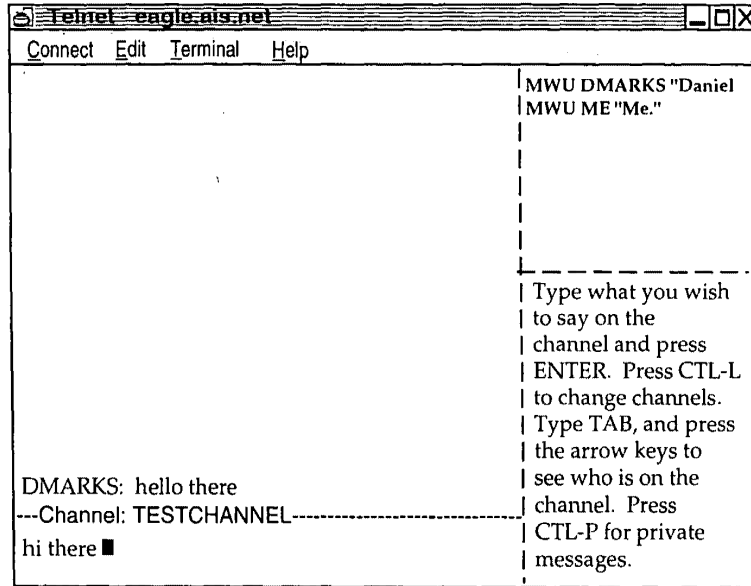 Telnet - eagle.ais.net
Connect Edit Terminal Help
MWU DMARKS "Daniel
MWU ME "Me."
Type what you wish
to say on the
channel and press
ENTER. Press CTL-L
to change channels.
Type TAB, and press
the arrow keys to
see who is on the
channel. Press
CTL-P for private
messages.
DMARKS: hello there
---Channel: TESTCHANNEL---
hi there